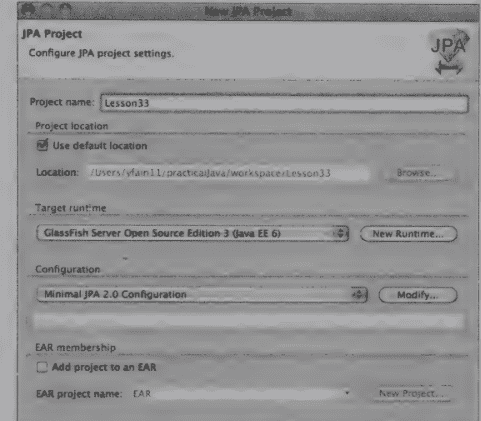 New JPA Project
JPA Project
Configure JPA project settings.
JPA
Project name: Lesson33
Project location
Use default location
Location: /Users/yfain11/practicalJava/workspace/Lesson33 Browse...
Target runtime
GlassFish Server Open Source Edition 3 (Java EE 6) New Runtime...
Configuration
Minimal JPA 2.0 Configuration Modify...
EAR membership
Add project to an EAR
EAR project name: EAR New Project...